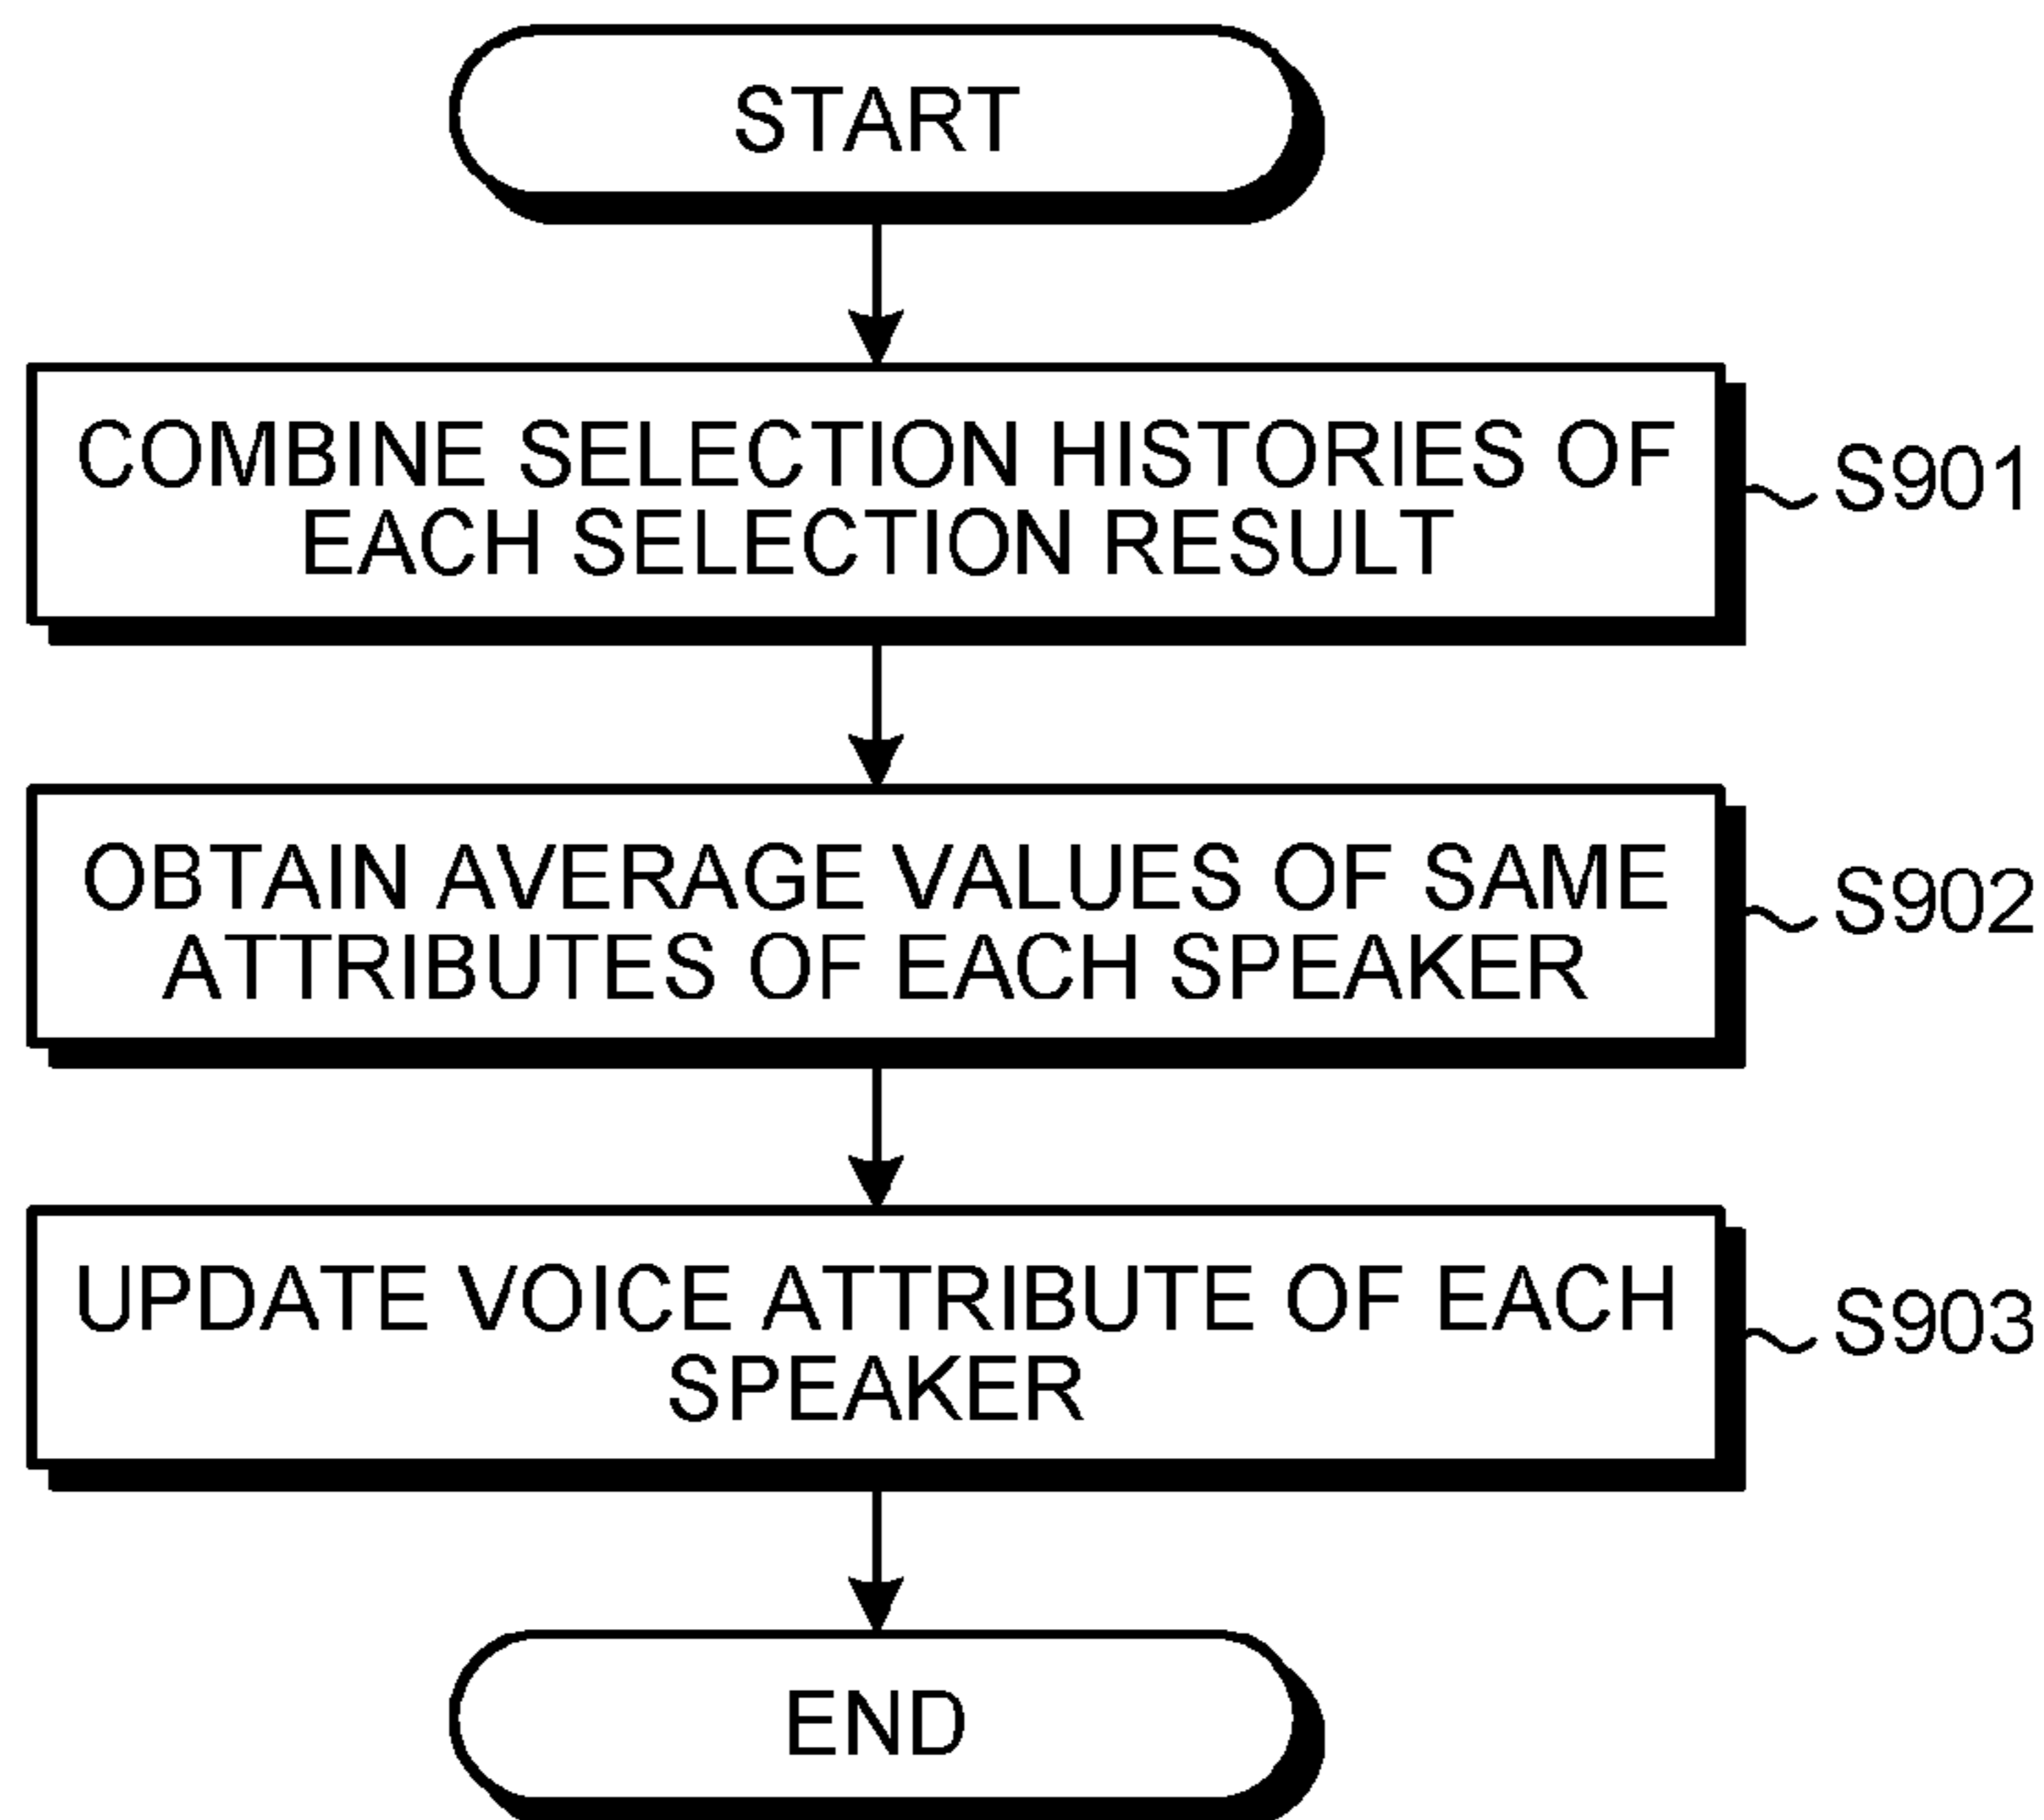 START
COMBINE SELECTION HISTORIES OF
EACH SELECTION RESULT
S901
OBTAIN AVERAGE VALUES OF SAME
ATTRIBUTES OF EACH SPEAKER
S902
UPDATE VOICE ATTRIBUTE OF EACH
SPEAKER
S903
END